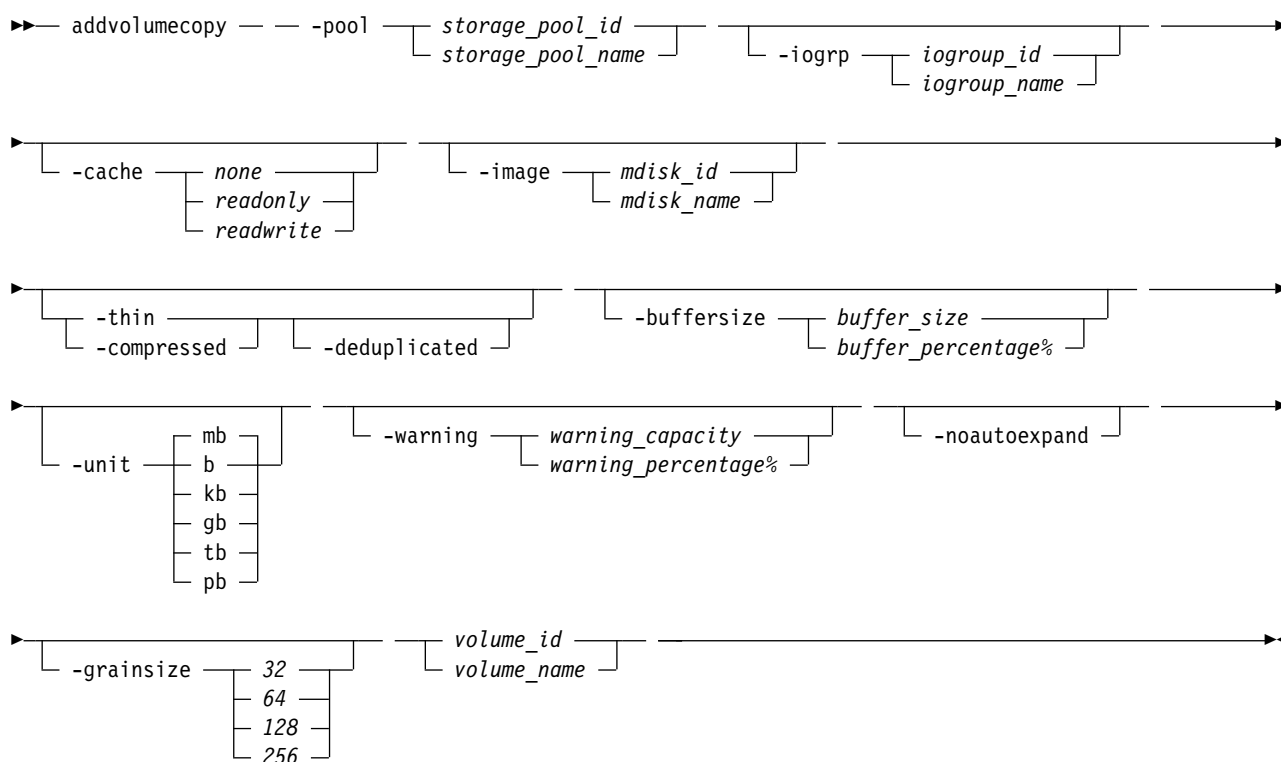 addvolumecopy -pool storage_pool_id -iogrp iogroup_id
storage_pool_name iogroup_name
-cache none -image mdisk_id
readonly mdisk_name
readwrite
-thin -buffersize buffer_size
-compressed -deduplicated buffer_percentage%
mb -warning warning_capacity -noautoexpand
-unit b warning_percentage%
kb
gb
tb
pb
volume_id
-grainsize 32 volume_name
64
128
256